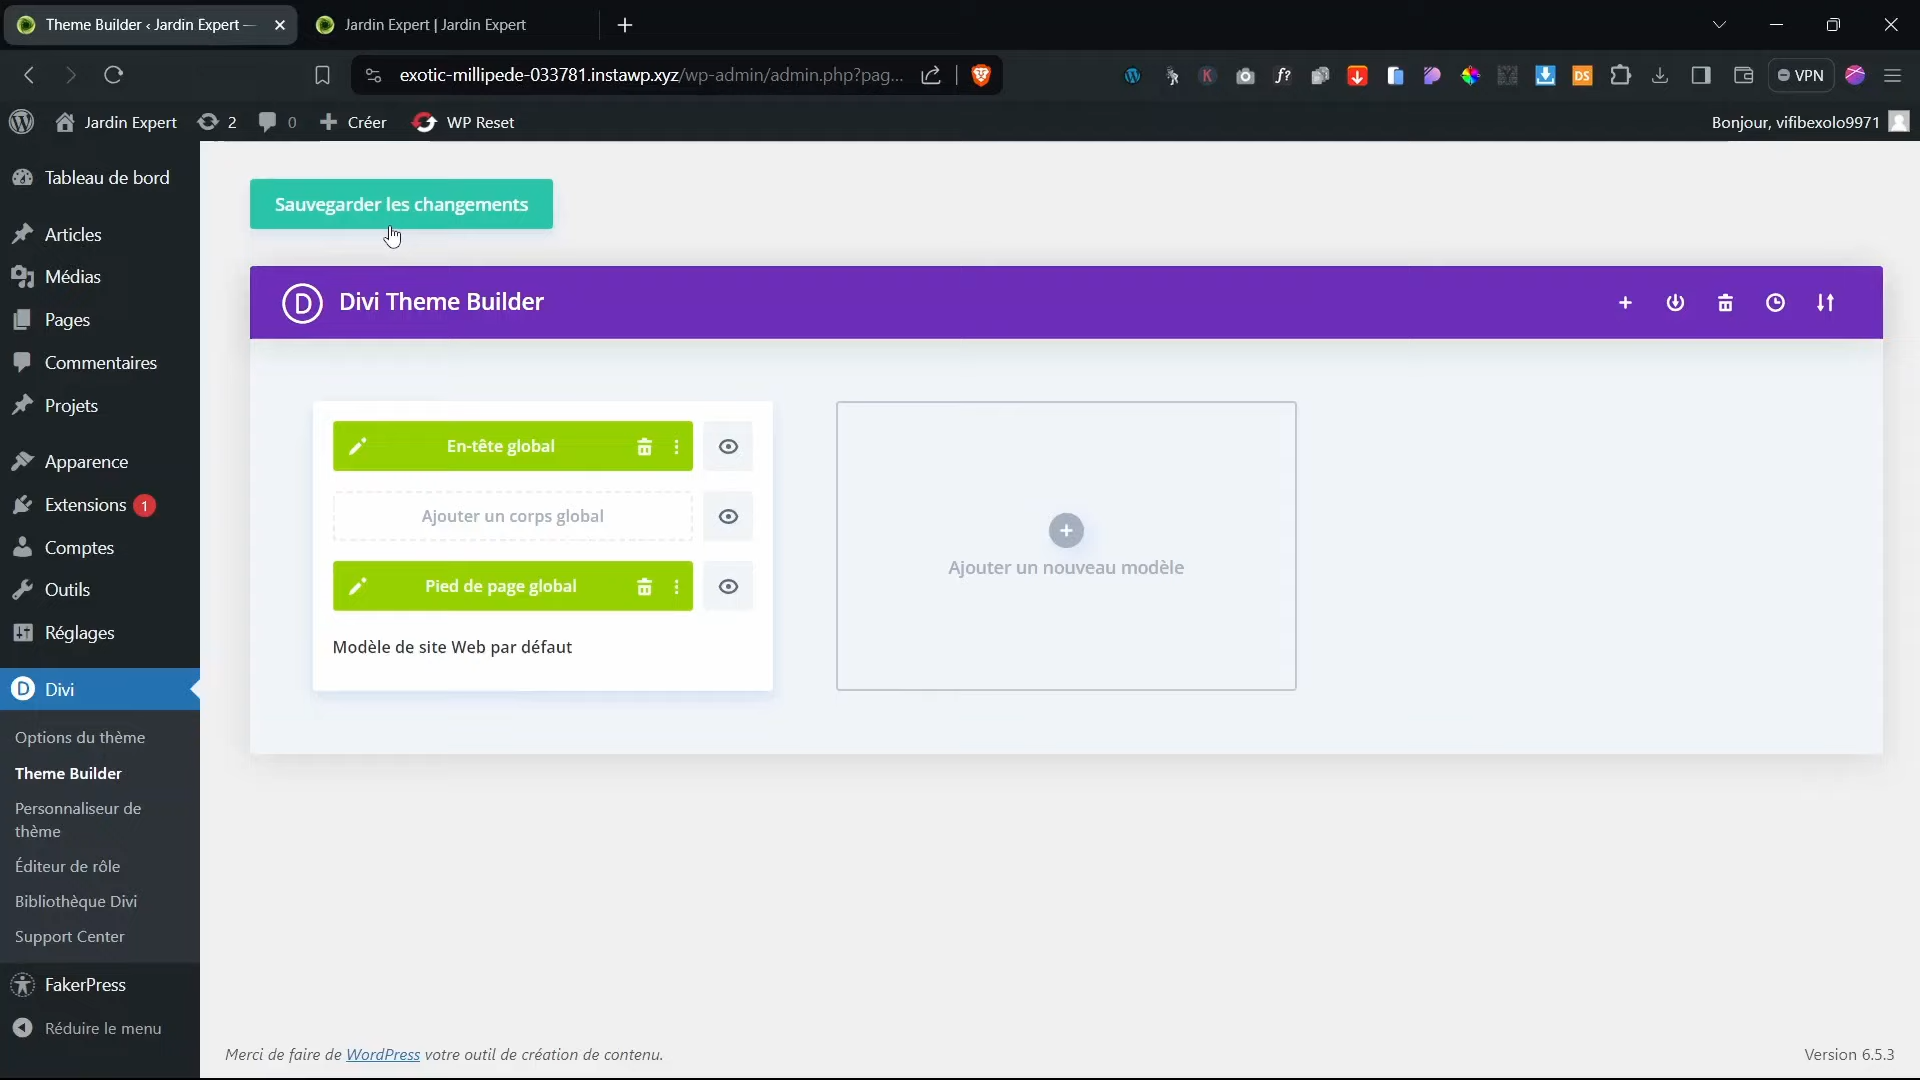 Theme Builder ‹ Jardin Expert —
Jardin Expert | Jardin Expert
exotic-millipede-033781.instawp.xyz/wp-admin/admin.php?pag...
VPN
Jardin Expert
2
0
Créer
WP Reset
Bonjour, vifibexolo9971
Tableau de bord
Articles
Médias
Pages
Commentaires
Projets
Apparence
Extensions 1
Comptes
Outils
Réglages
Divi
Options du thème
Theme Builder
Personnaliseur de
thème
Éditeur de rôle
Bibliothèque Divi
Support Center
FakerPress
Réduire le menu
Sauvegarder les changements
D
Divi Theme Builder
En-tête global
Ajouter un corps global
Pied de page global
Modèle de site Web par défaut
Ajouter un nouveau modèle
Merci de faire de WordPress votre outil de création de contenu.
Version 6.5.3